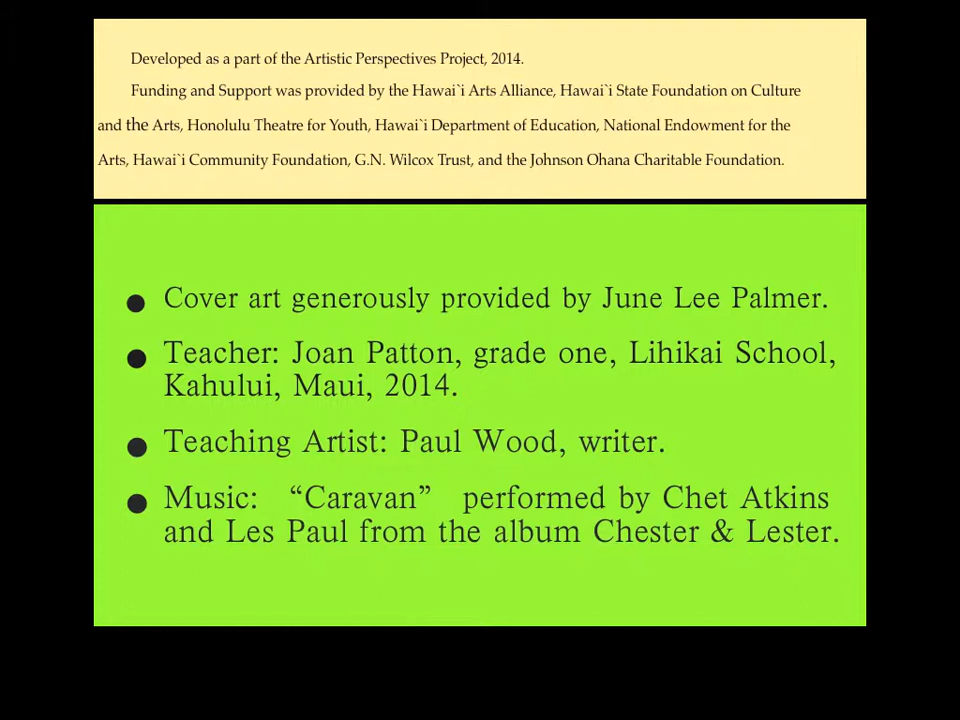 Developed as a part of the Artistic Perspectives Project, 2014.
Funding and Support was provided by the Hawai`i Arts Alliance, Hawai`i State Foundation on Culture
and the Arts, Honolulu Theatre for Youth, Hawai`i Department of Education, National Endowment for the
Arts, Hawai`i Community Foundation, G.N. Wilcox Trust, and the Johnson Ohana Charitable Foundation.
● Cover art generously provided by June Lee Palmer.
● Teacher: Joan Patton, grade one, Lihikai School,
Kahului, Maui, 2014.
● Teaching Artist: Paul Wood, writer.
● Music: “Caravan” performed by Chet Atkins
and Les Paul from the album Chester & Lester.